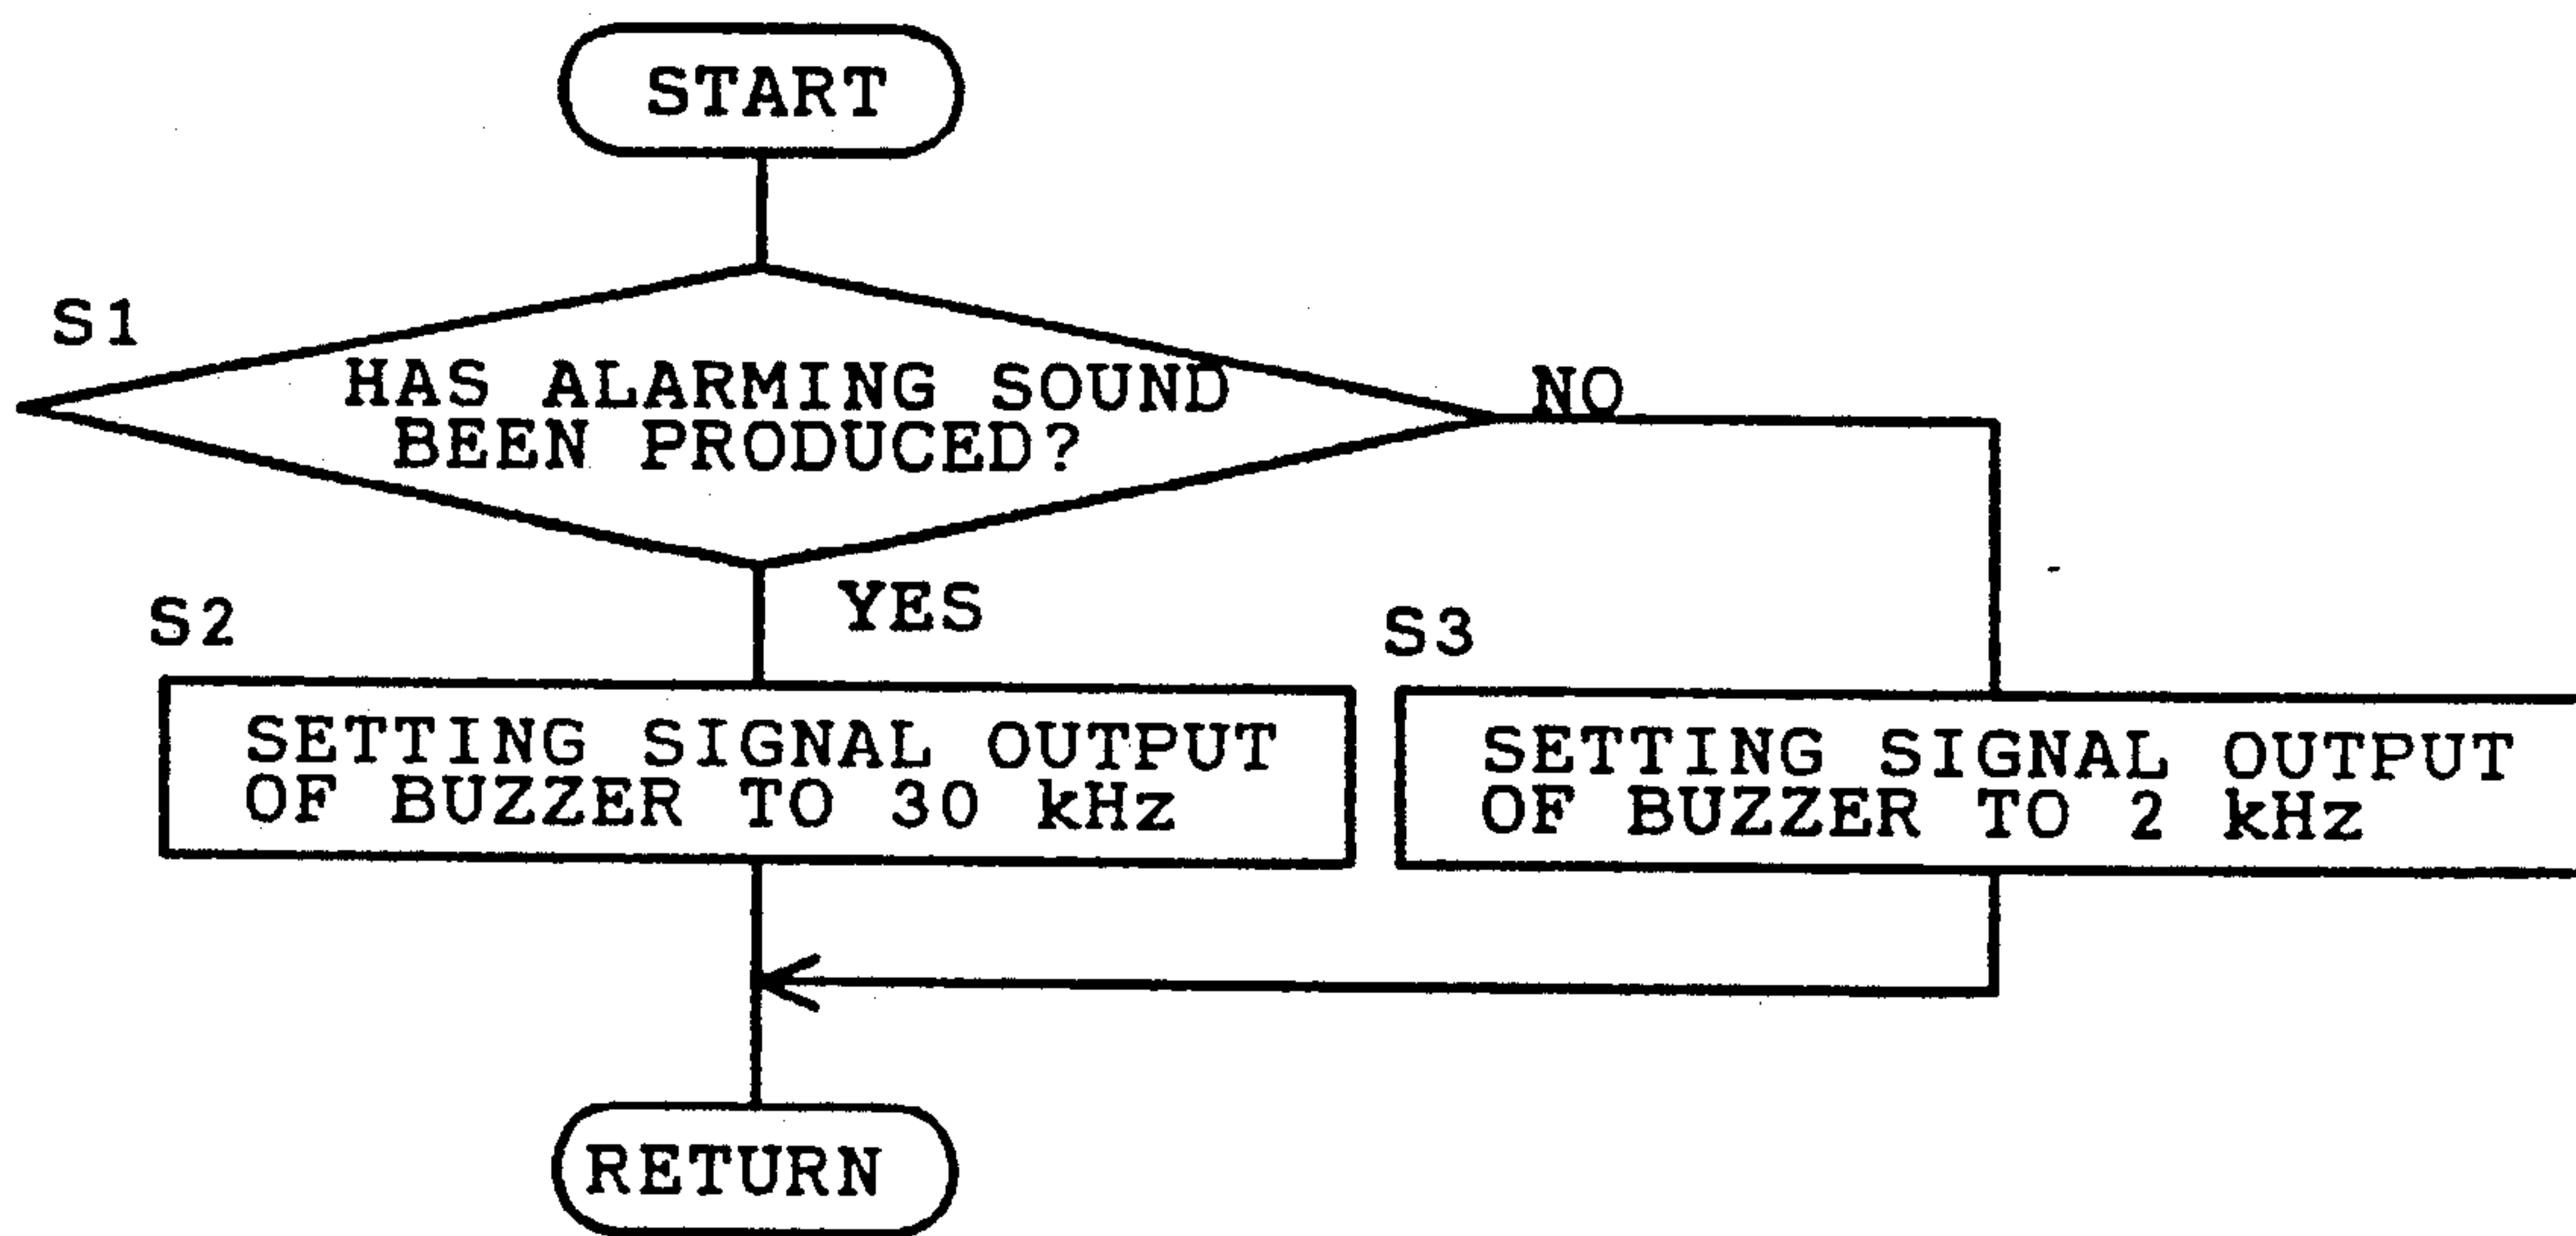 START
S1
HAS ALARMING SOUND
BEEN PRODUCED?
NO
YES
S2
SETTING SIGNAL OUTPUT
OF BUZZER TO 30 kHz
S3
SETTING SIGNAL OUTPUT
OF BUZZER TO 2 kHz
RETURN